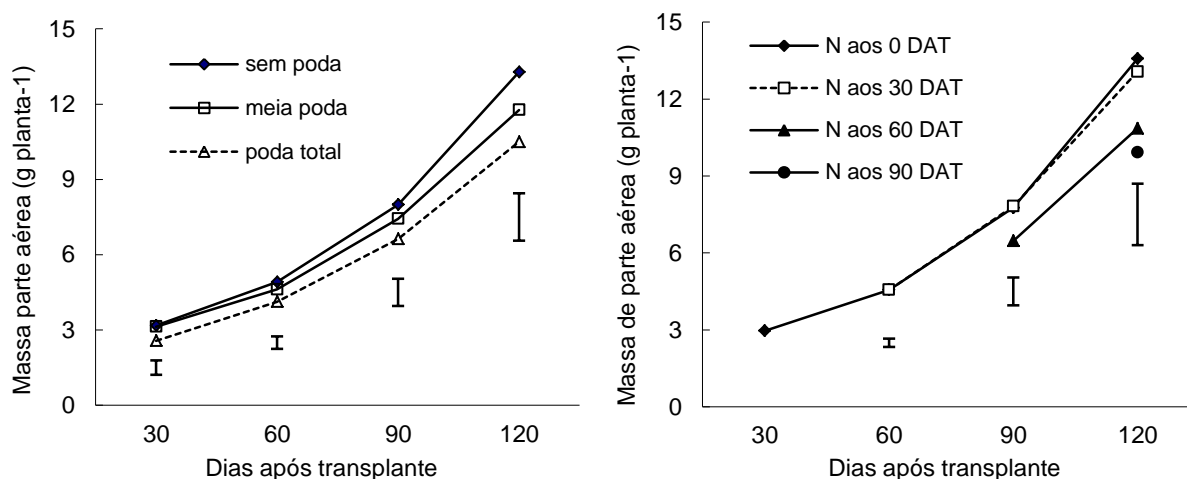 Massa parte aérea (g planta-1)
15
12
9
6
3
0
sem poda
meia poda
poda total
30 60 90 120
Dias após transplante
Massa de parte aérea (g planta-1)
15
12
9
6
3
0
N aos 0 DAT
N aos 30 DAT
N aos 60 DAT
N aos 90 DAT
30 60 90 120
Dias após transplante